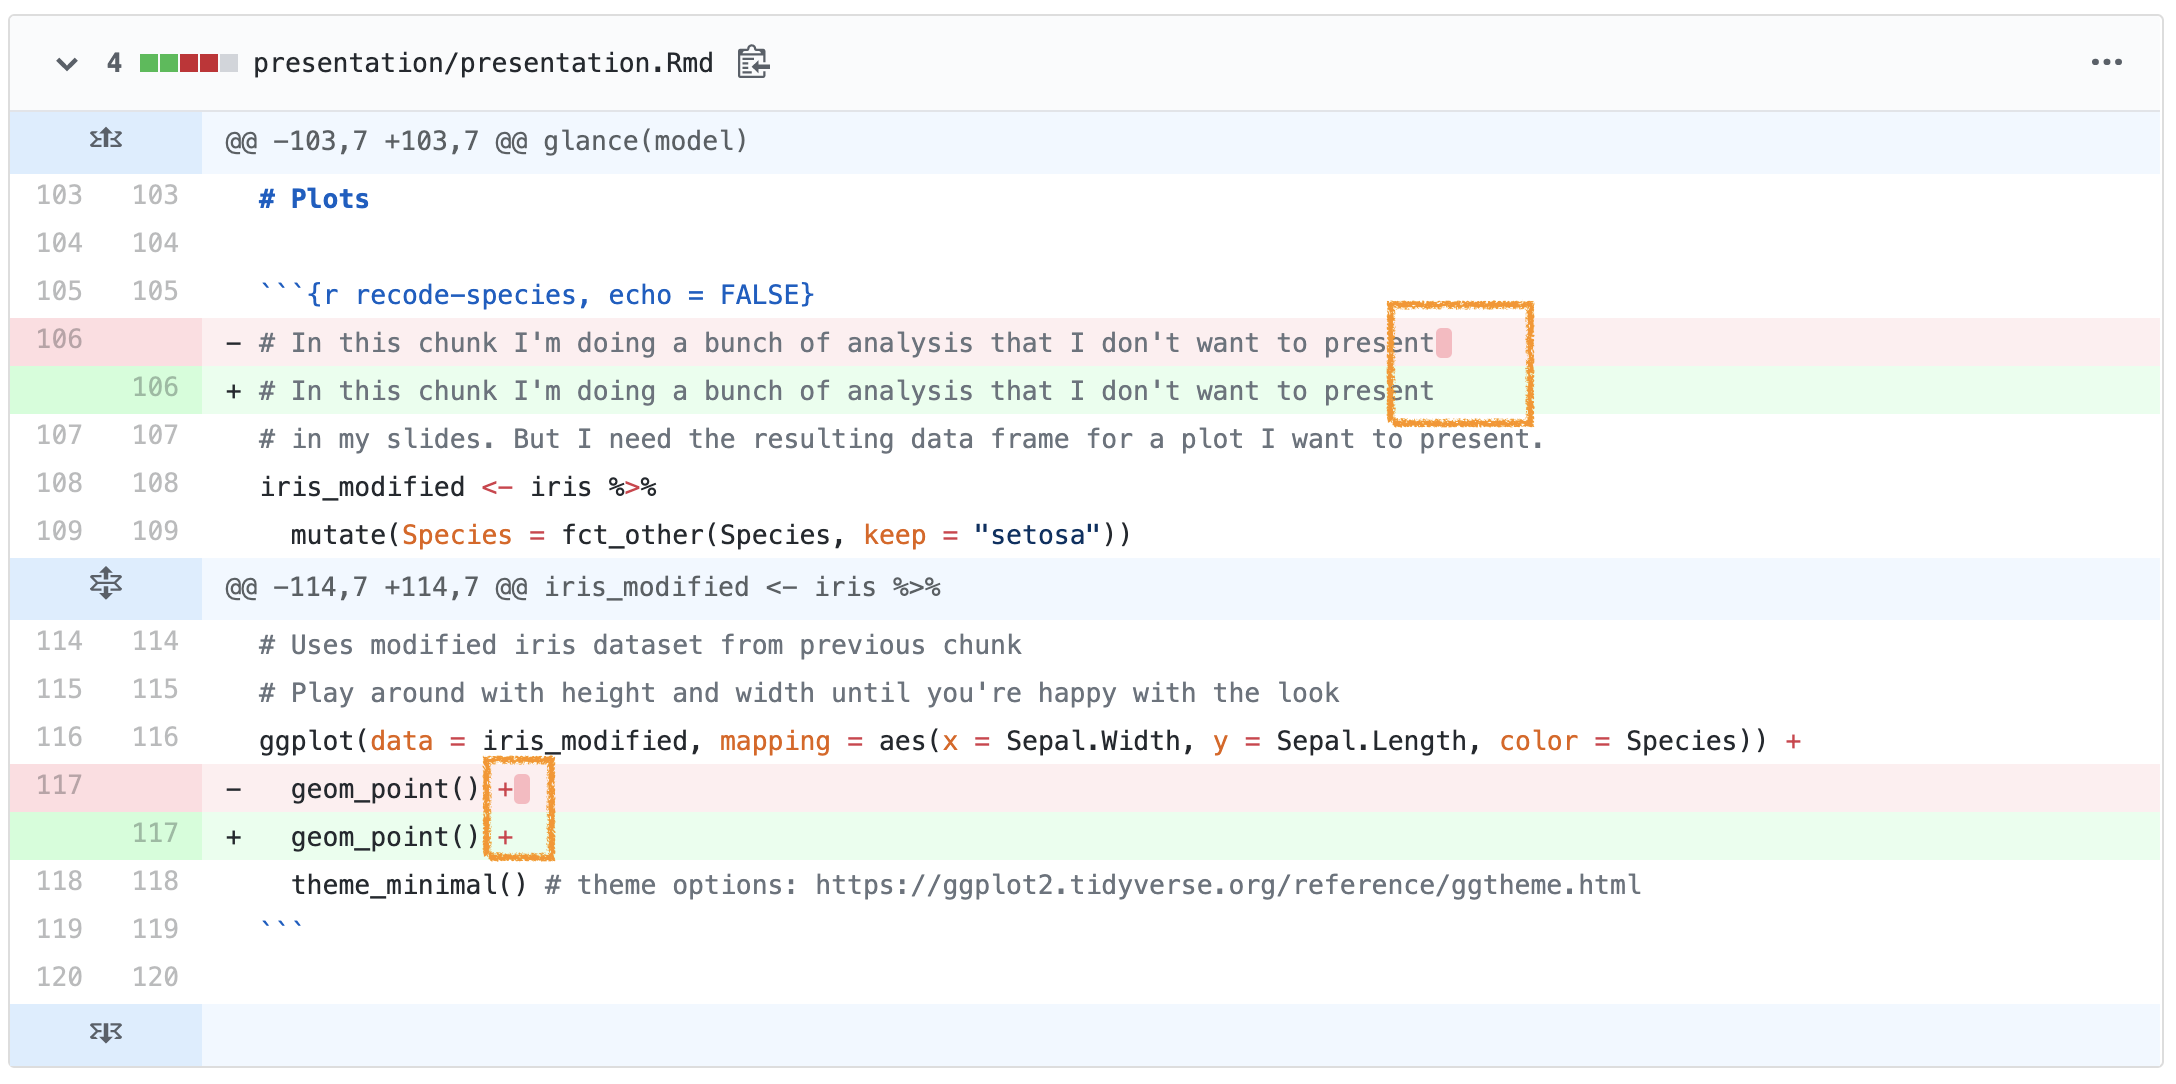 4 presentation/presentation.Rmd
@@ -103,7 +103,7 @@ glance(model)
103 103 # Plots
104 104
105 105 ```{r recode-species, echo = FALSE}
106 - # In this chunk I'm doing a bunch of analysis that I don't want to present
106 + # In this chunk I'm doing a bunch of analysis that I don't want to present
107 107 # in my slides. But I need the resulting data frame for a plot I want to present.
108 108 iris_modified <- iris %>%
109 109 mutate(Species = fct_other(Species, keep = "setosa"))
@@ -114,7 +114,7 @@ iris_modified <- iris %>%
114 114 # Uses modified iris dataset from previous chunk
115 115 # Play around with height and width until you're happy with the look
116 116 ggplot(data = iris_modified, mapping = aes(x = Sepal.Width, y = Sepal.Length, color = Species)) +
117 - geom_point() +
117 + geom_point() +
118 118 theme_minimal() # theme options: https://ggplot2.tidyverse.org/reference/ggtheme.html
119 119 ```
120 120